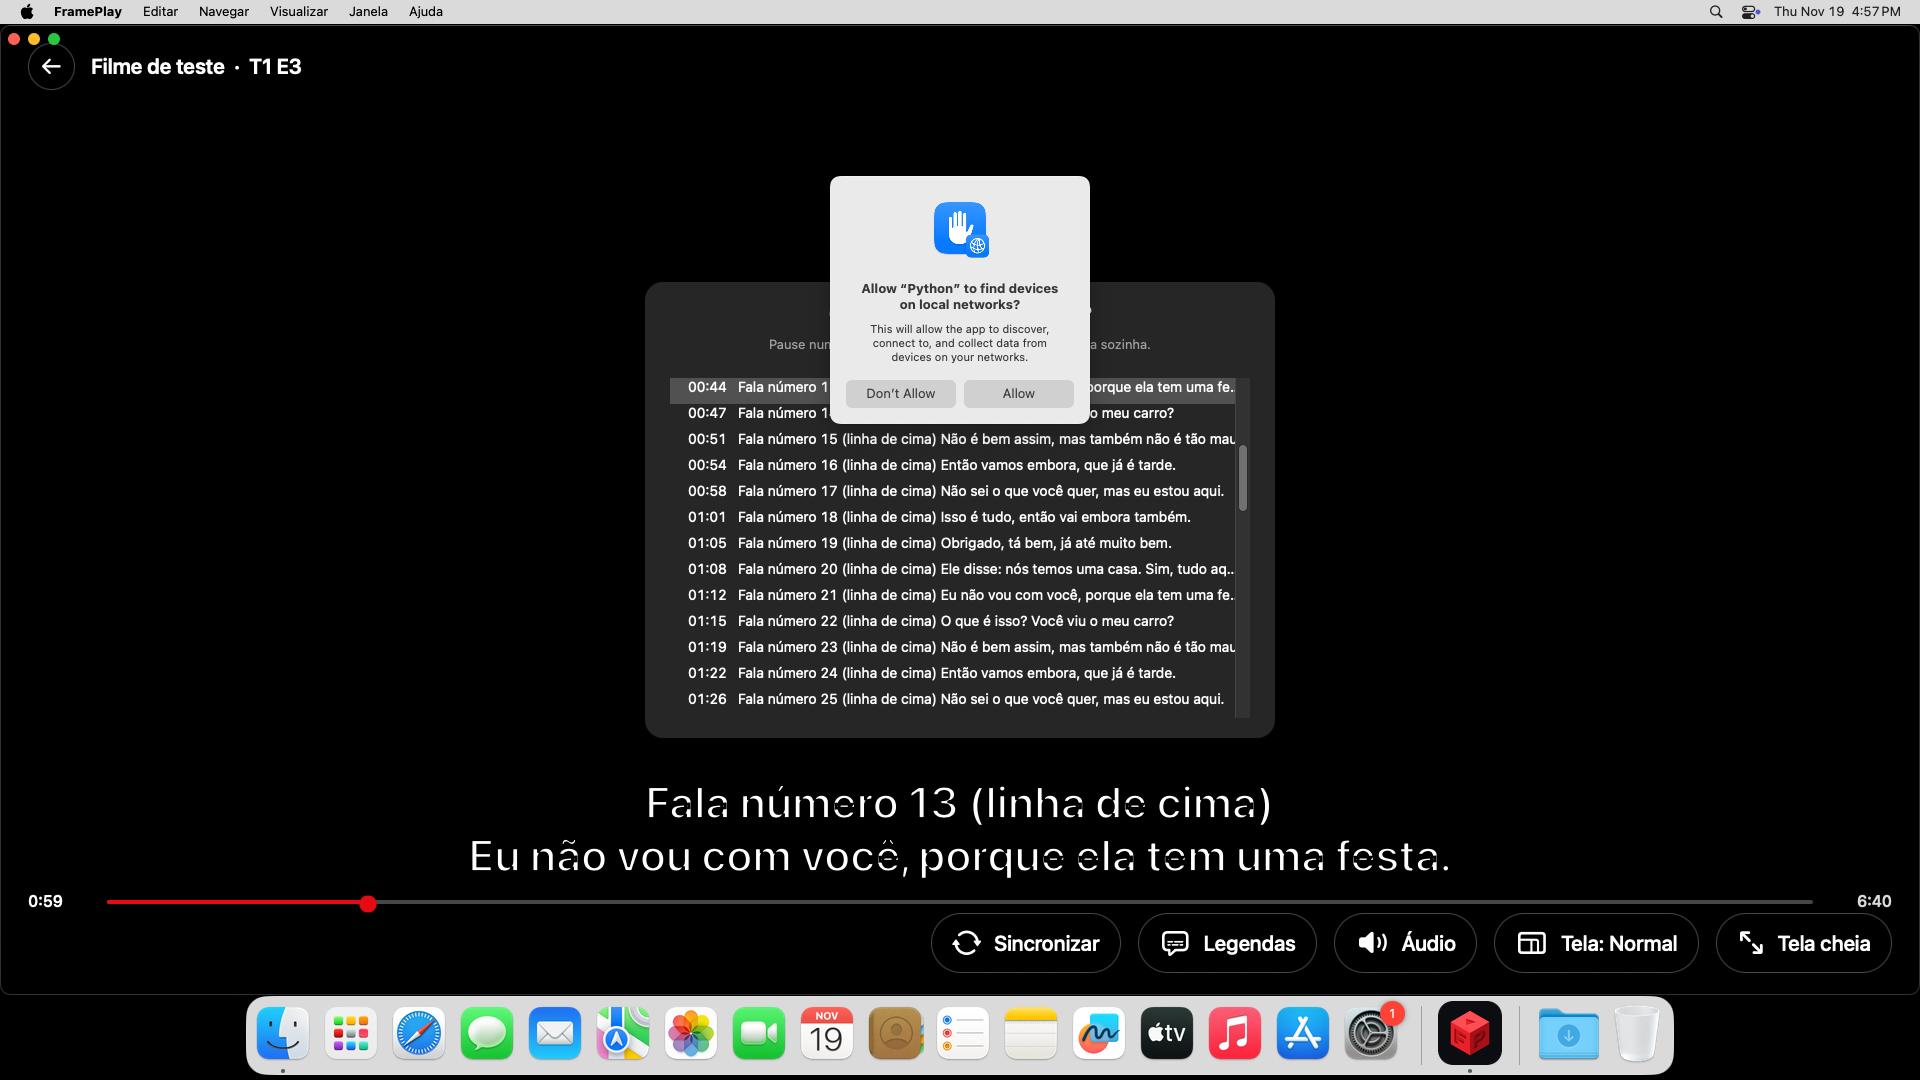 FramePlay Editar Navegar Visualizar Janela Ajuda Thu Nov 19 4:57 PM
Filme de teste · T1 E3
Allow “Python” to find devices
on local networks?
This will allow the app to discover,
connect to, and collect data from
devices on your networks.
Don’t Allow Allow
Pause a sozinha.
00:44 Fala número porque ela tem uma fe..
00:47 Fala número o meu carro?
00:51 Fala número 15 (linha de cima) Não é bem assim, mas também não é tão mau
00:54 Fala número 16 (linha de cima) Então vamos embora, que já é tarde.
00:58 Fala número 17 (linha de cima) Não sei o que você quer, mas eu estou aqui.
01:01 Fala número 18 (linha de cima) Isso é tudo, então vai embora também.
01:05 Fala número 19 (linha de cima) Obrigado, tá bem, já até muito bem.
01:08 Fala número 20 (linha de cima) Ele disse: nós temos uma casa. Sim, tudo aq...
01:12 Fala número 21 (linha de cima) Eu não vou com você, porque ela tem uma fe..
01:15 Fala número 22 (linha de cima) O que é isso? Você viu o meu carro?
01:19 Fala número 23 (linha de cima) Não é bem assim, mas também não é tão mau
01:22 Fala número 24 (linha de cima) Então vamos embora, que já é tarde.
01:26 Fala número 25 (linha de cima) Não sei o que você quer, mas eu estou aqui.
Fala número 13 (linha de cima)
Eu não vou com você, porque ela tem uma festa.
0:59 6:40
Sincronizar Legendas Áudio Tela: Normal Tela cheia
NOV
19
tv
1